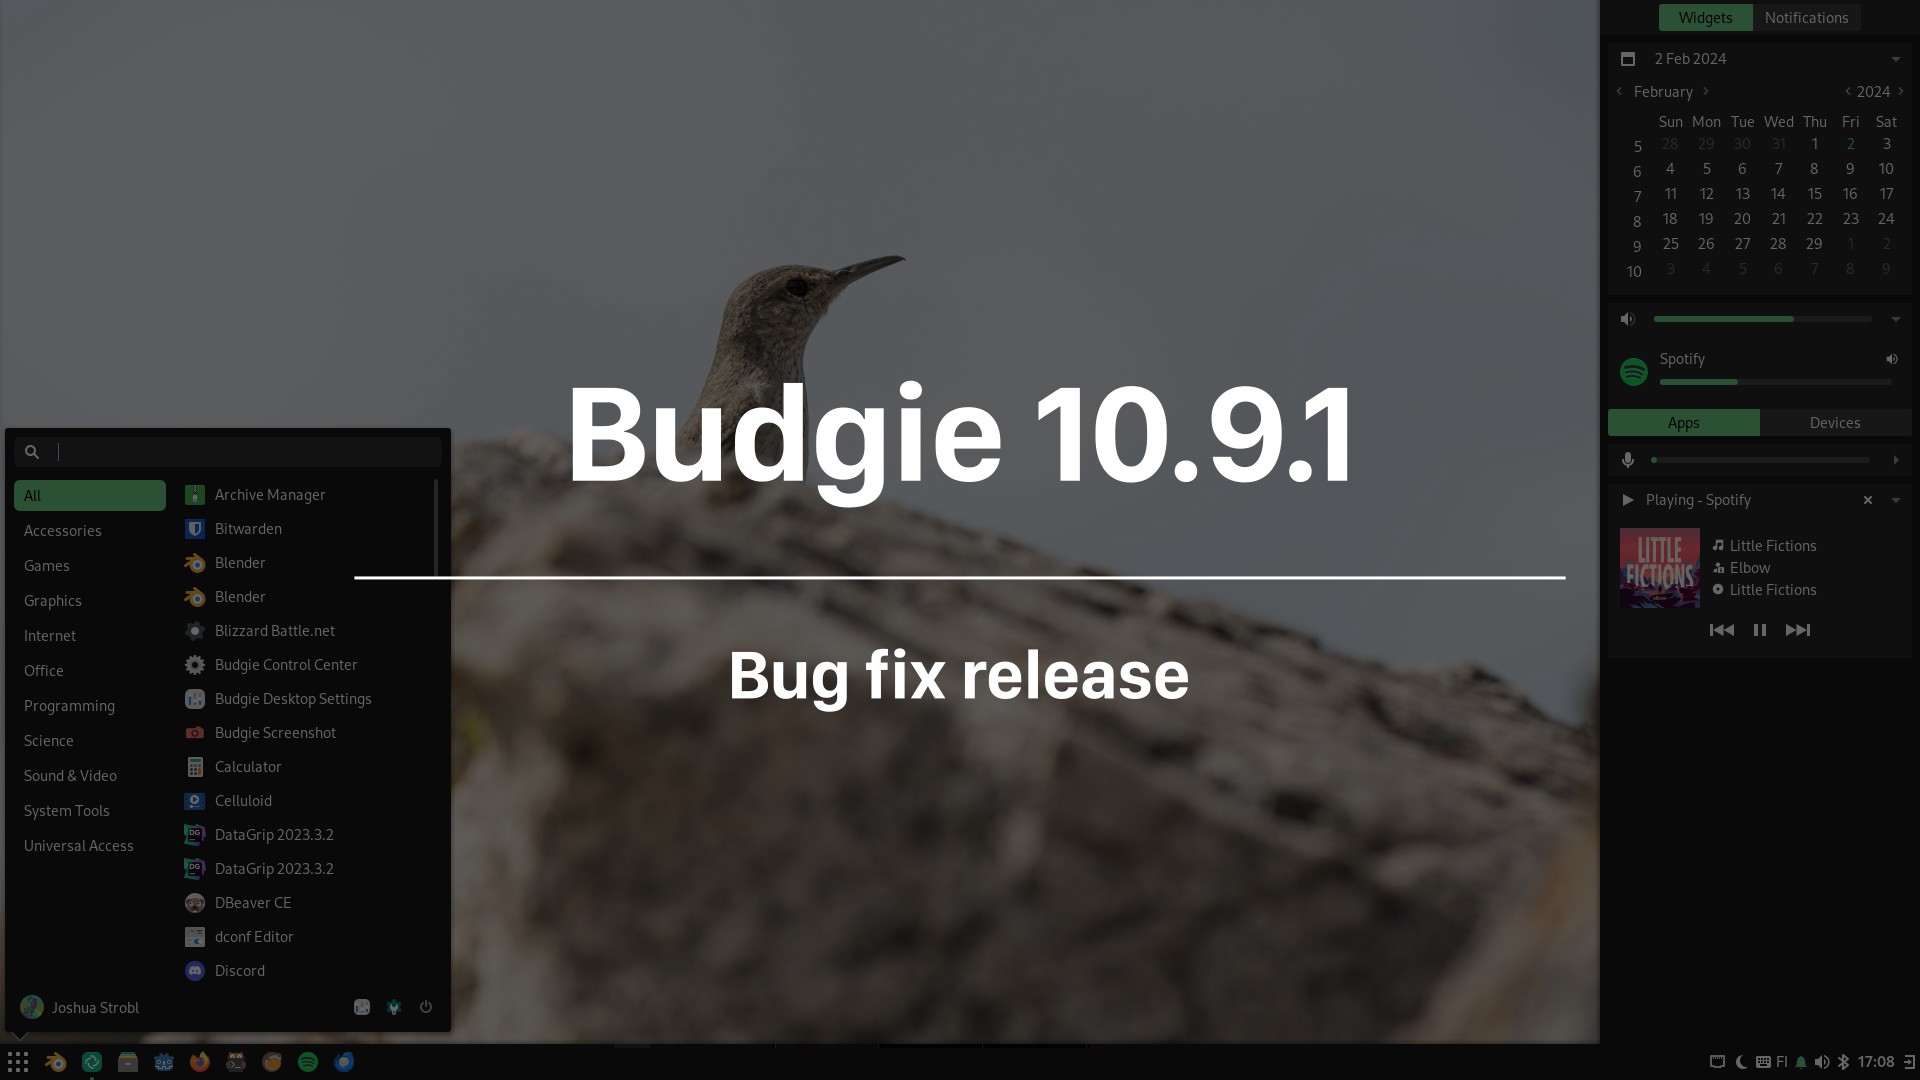 Widgets Notifications
2 Feb 2024
February 2024
Sun Mon Tue Wed Thu Fri Sat
5 28 29 30 31 1 2 3
6 4 5 6 7 8 9 10
7 11 12 13 14 15 16 17
8 18 19 20 21 22 23 24
9 25 26 27 28 29 1 2
10 3 4 5 6 7 8 9
Spotify
Apps Devices
Playing - Spotify
LITTLE
FICTIONS
Little Fictions
Elbow
Little Fictions
Budgie 10.9.1
Bug fix release
All
Accessories
Games
Graphics
Internet
Office
Programming
Science
Sound & Video
System Tools
Universal Access
Archive Manager
Bitwarden
Blender
Blender
Blizzard Battle.net
Budgie Control Center
Budgie Desktop Settings
Budgie Screenshot
Calculator
Celluloid
DG DataGrip 2023.3.2
DG DataGrip 2023.3.2
DBeaver CE
dconf Editor
Discord
Joshua Strobl
FI 17:08